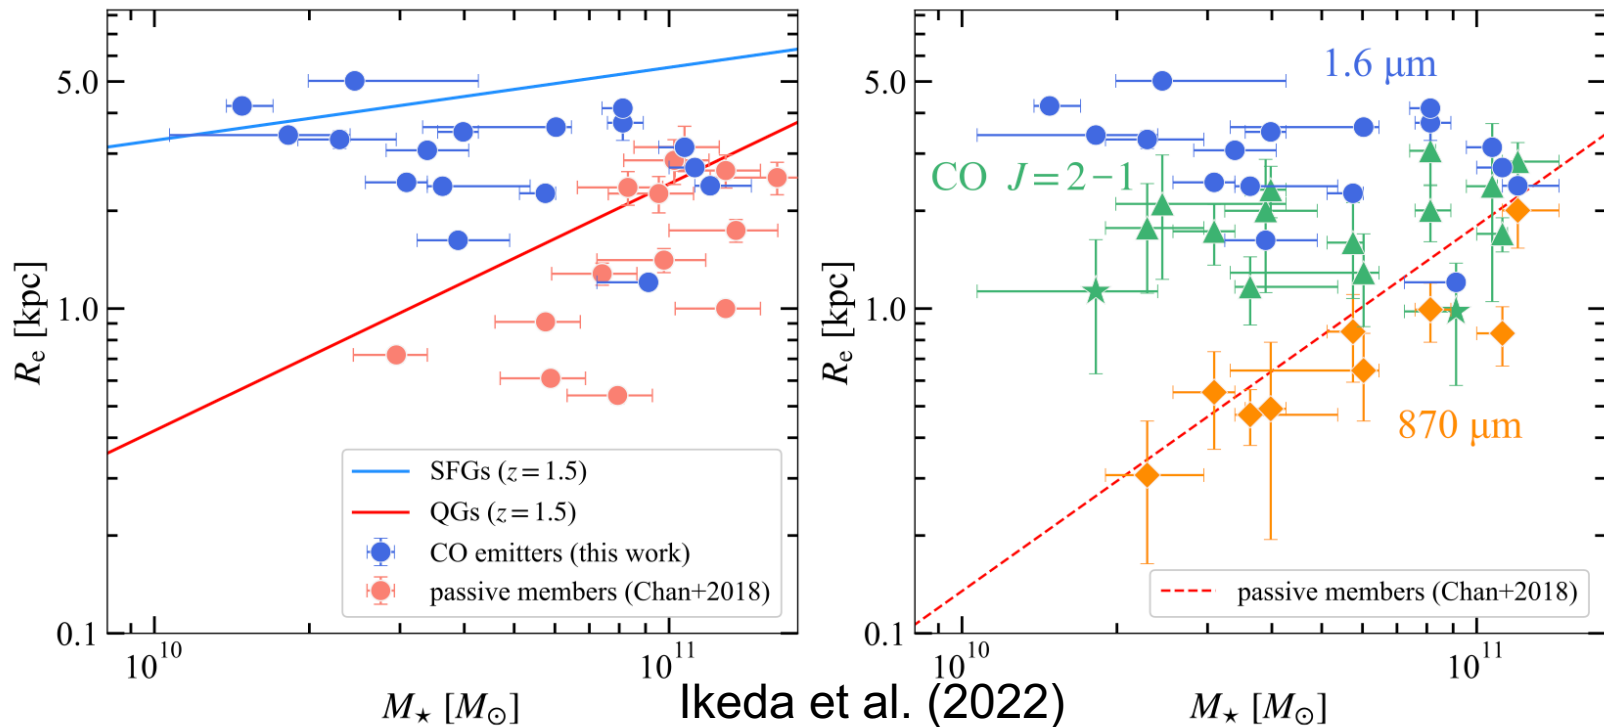 5.0
1.0
0.1
R_e [kpc]
10^10
10^11
M_★ [M_⊙]
SFGs (z = 1.5)
QGs (z = 1.5)
CO emitters (this work)
passive members (Chan+2018)
5.0
1.0
0.1
R_e [kpc]
1.6 μm
CO J = 2−1
870 μm
passive members (Chan+2018)
10^10
10^11
M_★ [M_⊙]
Ikeda et al. (2022)